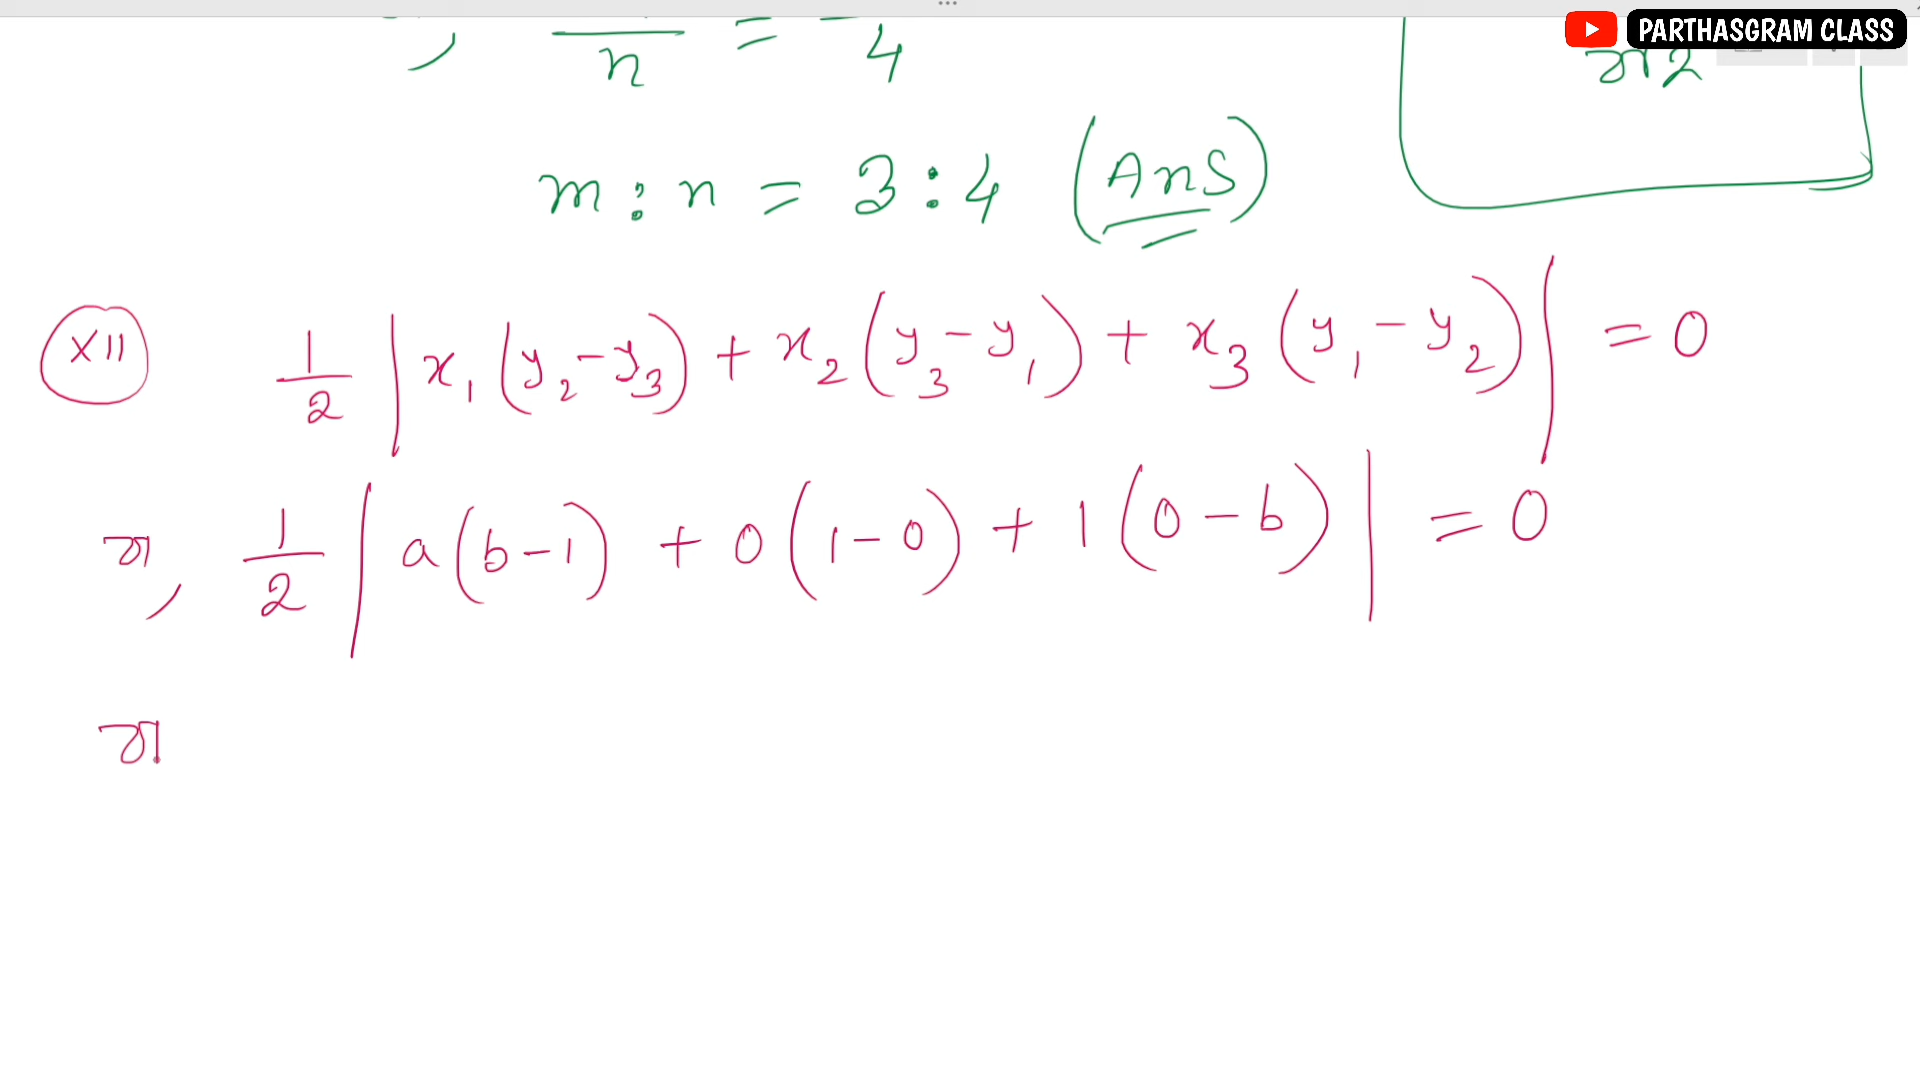 PARTHASGRAM CLASS
, n = 4
m : n = 3 : 4 (Ans)
XII 1/2 | x₁(y₂-y₃) + x₂(y₃-y₁) + x₃(y₁-y₂) | = 0
বা, 1/2 | a(b-1) + 0(1-0) + 1(0-b) | = 0
বা